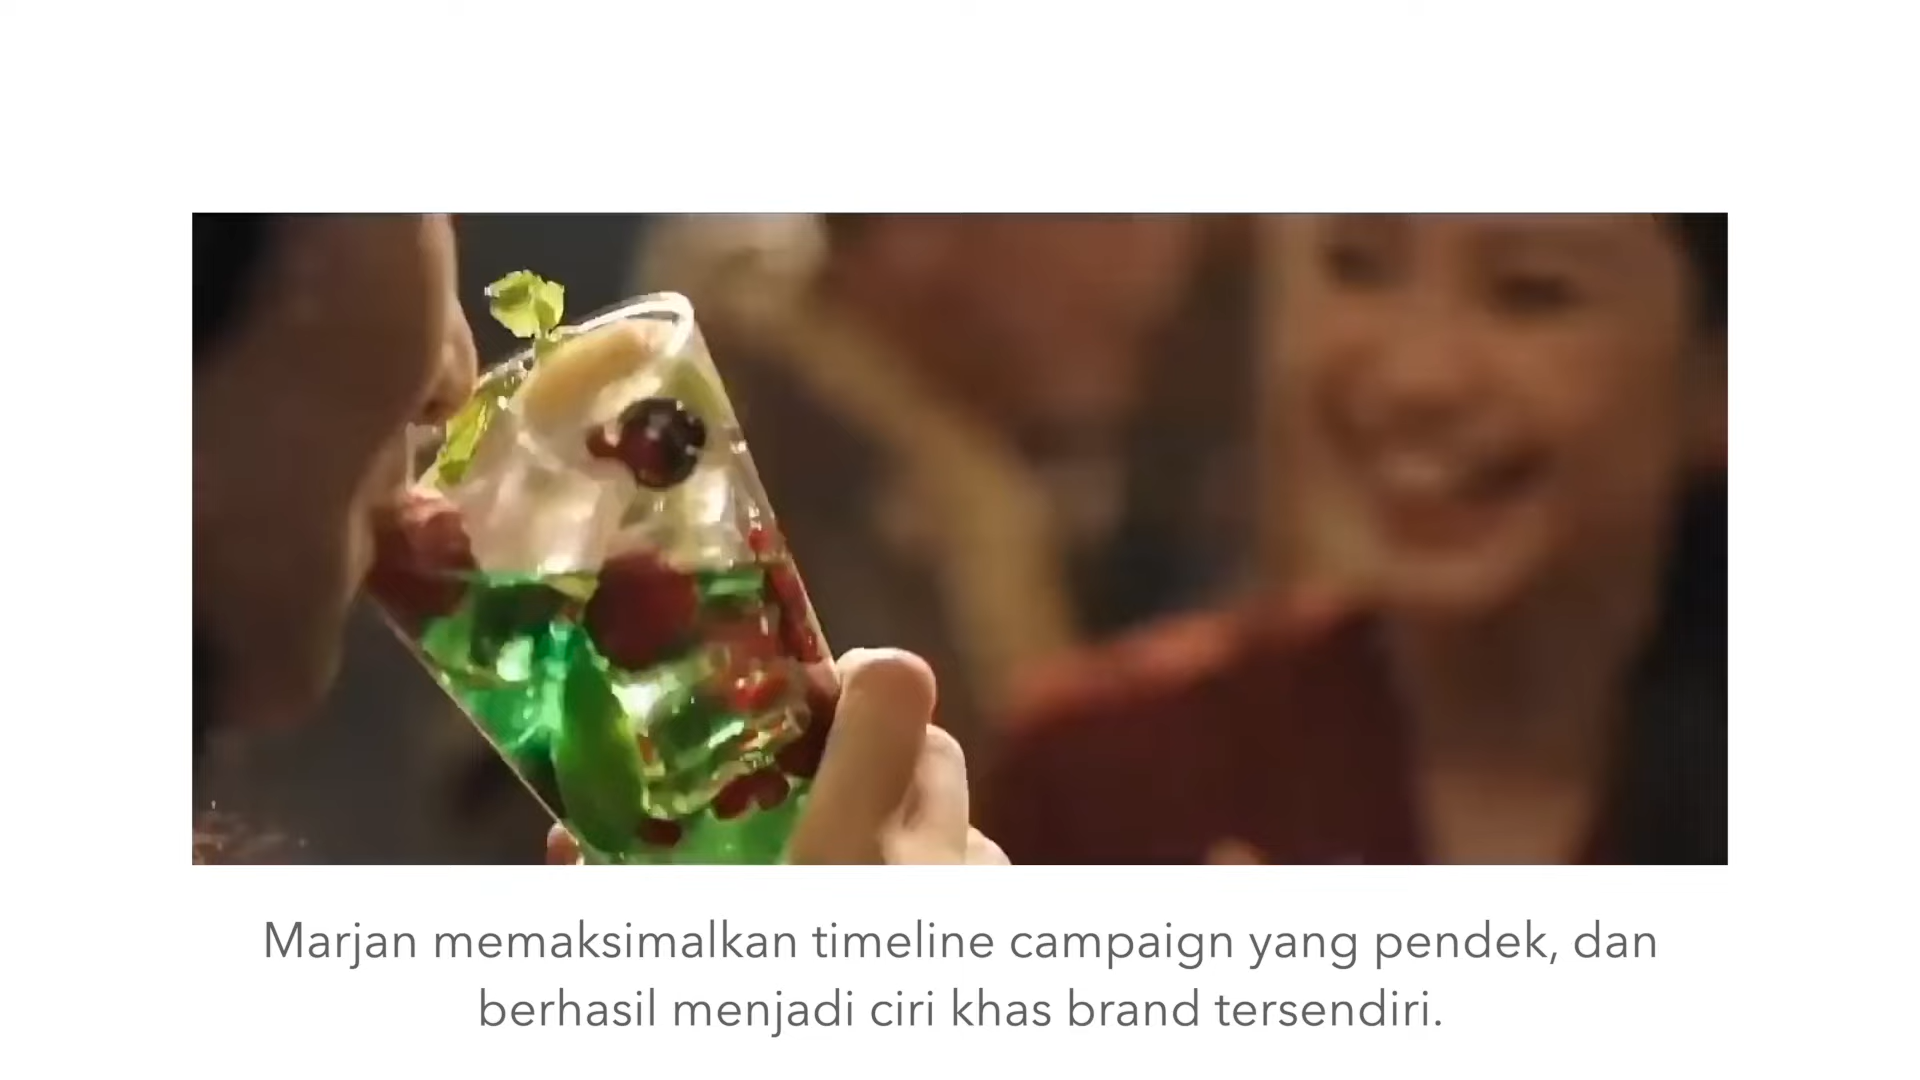 Marjan memaksimalkan timeline campaign yang pendek, dan
berhasil menjadi ciri khas brand tersendiri.